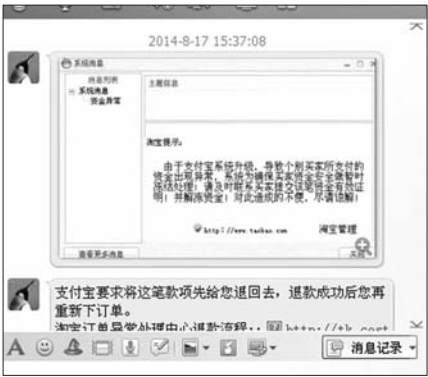 2014-8-17 15:37:08
系统消息
消息列表
系统消息
资金异常
主题信息
淘宝提示:
由于支付宝系统升级，导致个别买家所支付的
资金出现异常，系统为确保买家资金安全做暂时
冻结处理！请及时联系买家提交该笔资金有效证
明！并解冻资金！对此造成的不便，尽请谅解！
http://www.taobao.com
淘宝管理
查看更多消息
关闭
支付宝要求将这笔款项先给您退回去，退款成功后您再
重新下订单。
淘宝订单异常处理中心退款流程:: http://tk.cort
A
消息记录